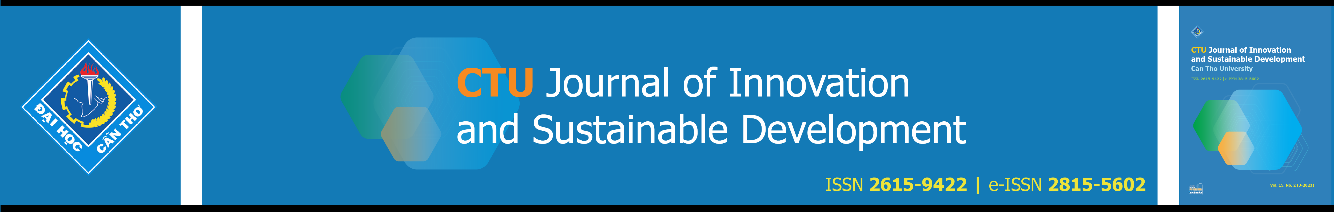 ĐẠI HỌC CẦN THƠ
CTU Journal of Innovation
and Sustainable Development
ISSN 2615-9422 | e-ISSN 2815-5602
CTU Journal of Innovation
and Sustainable Development
Can Tho University